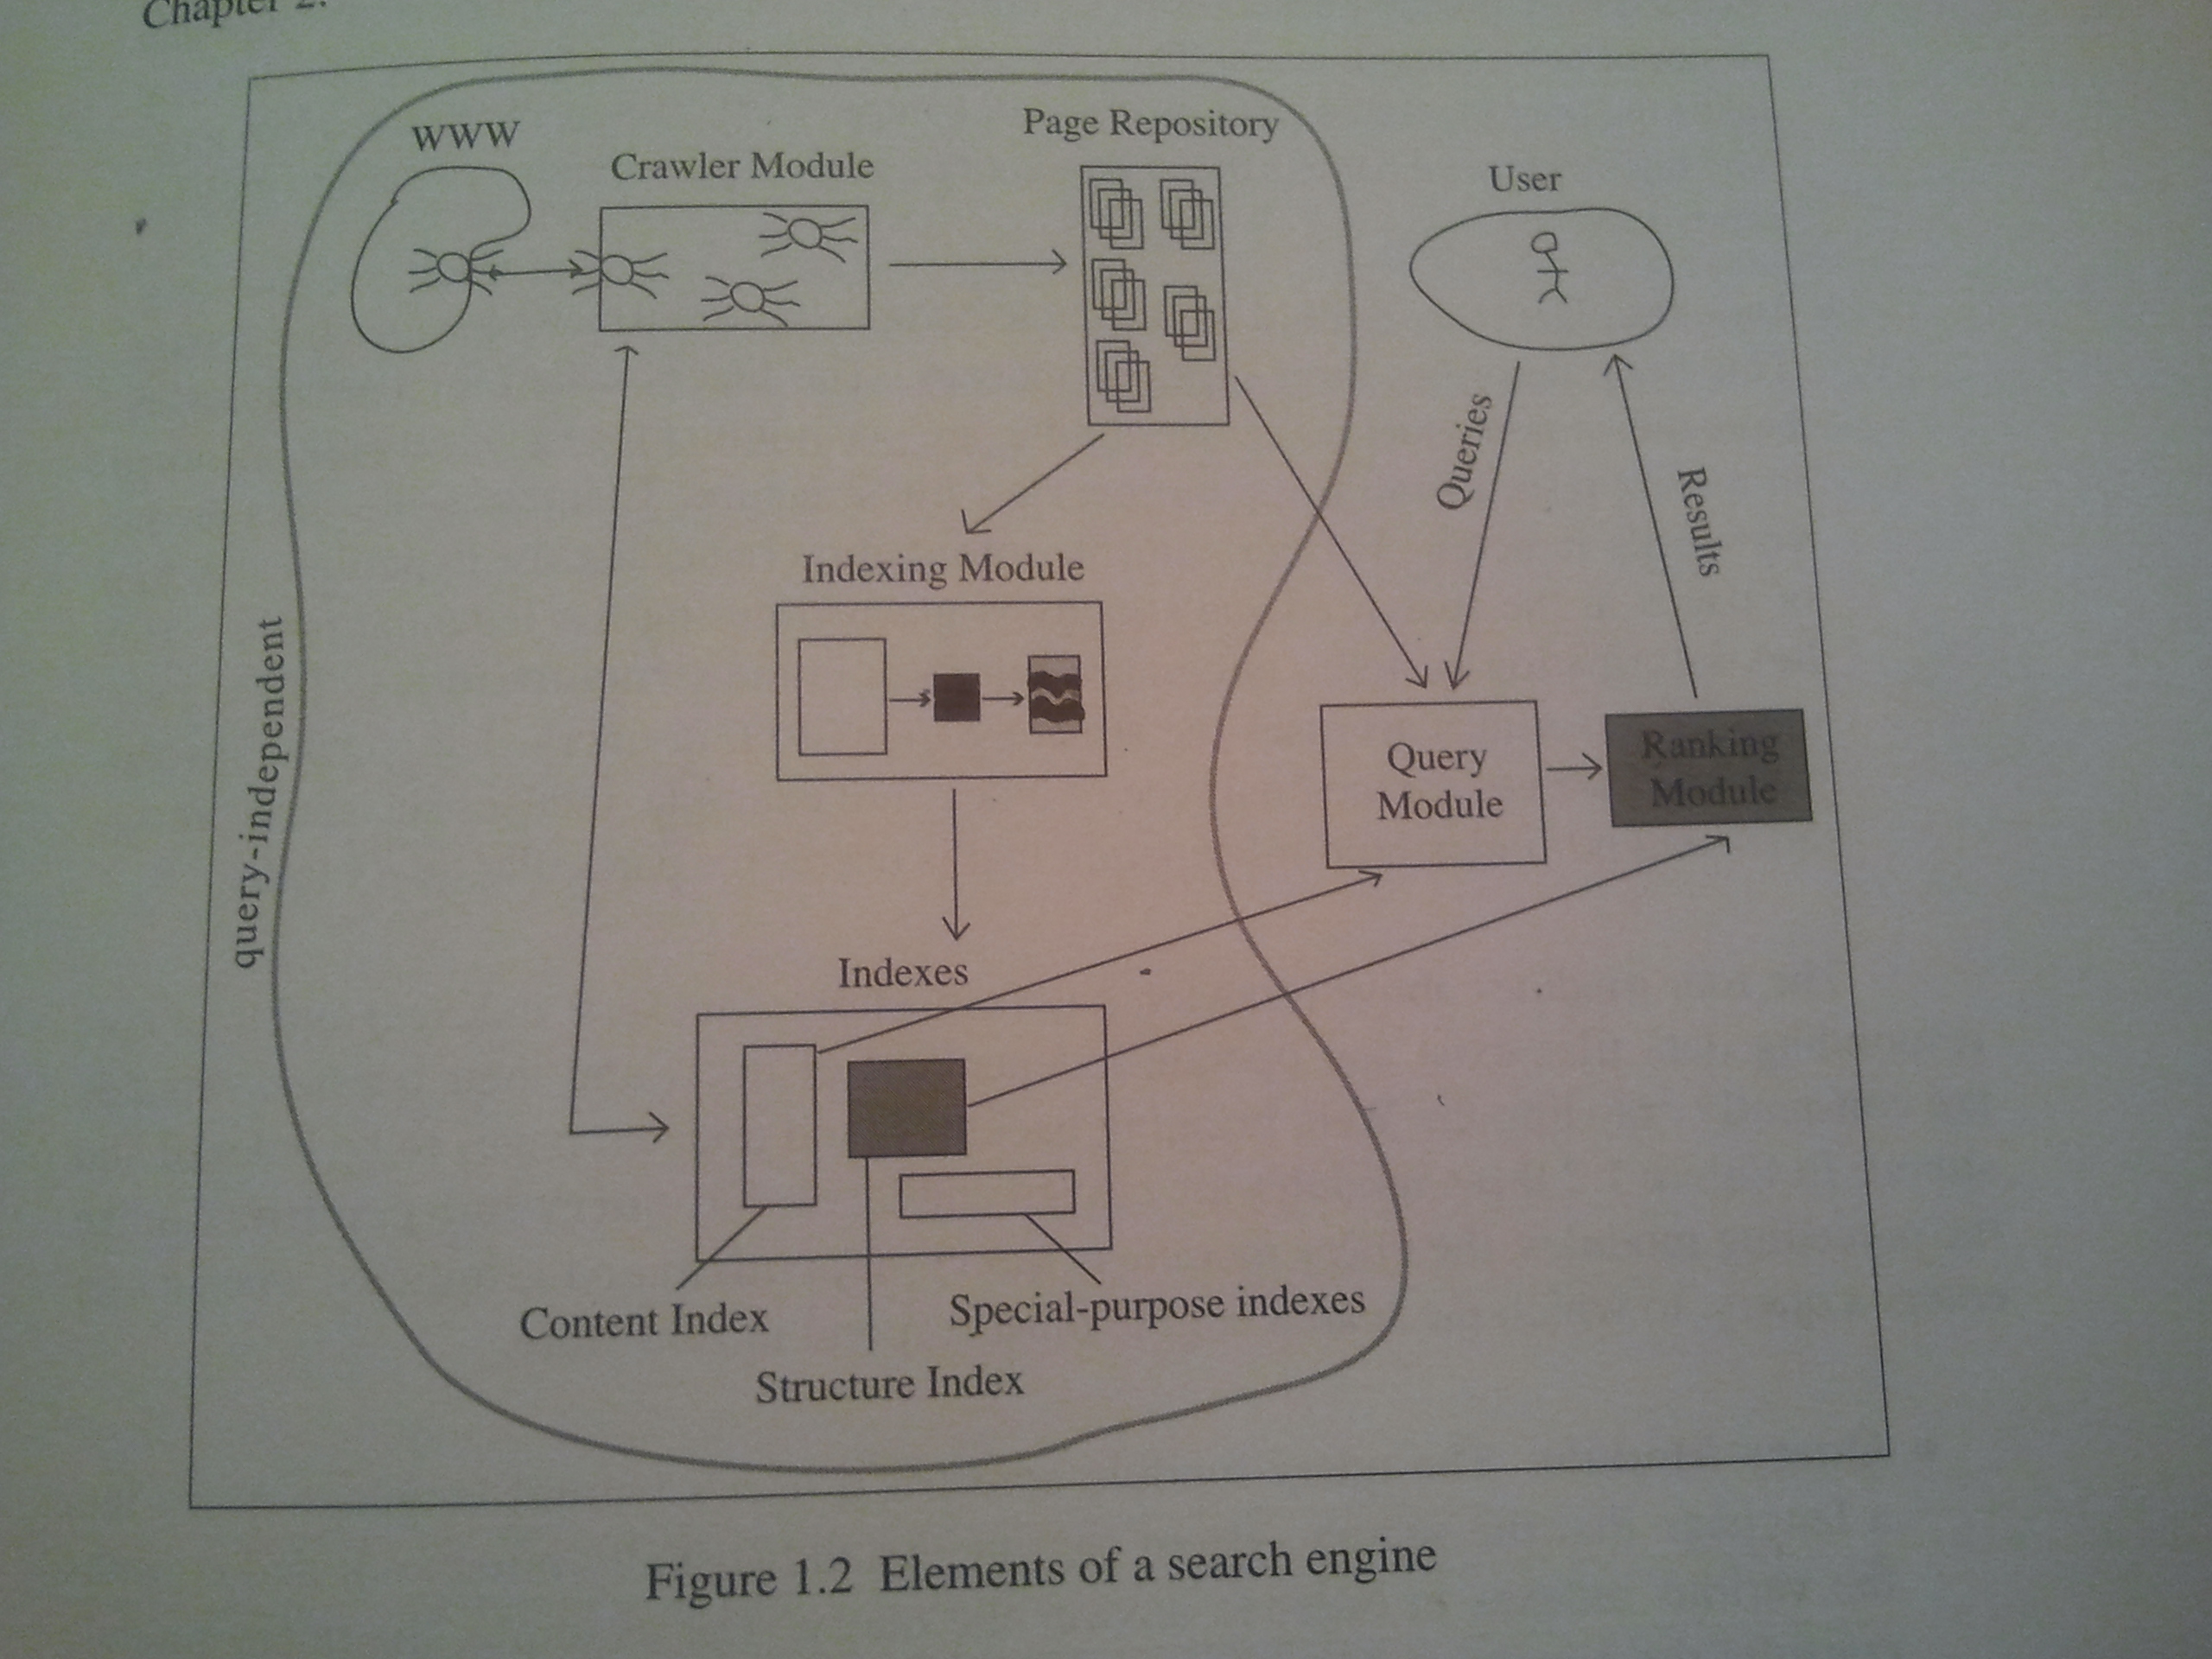 Chapter 2.
WWW
Crawler Module
Page Repository
User
Queries
Results
Indexing Module
query-independent
Query
Module
Ranking
Module
Indexes
Content Index
Special-purpose indexes
Structure Index
Figure 1.2 Elements of a search engine